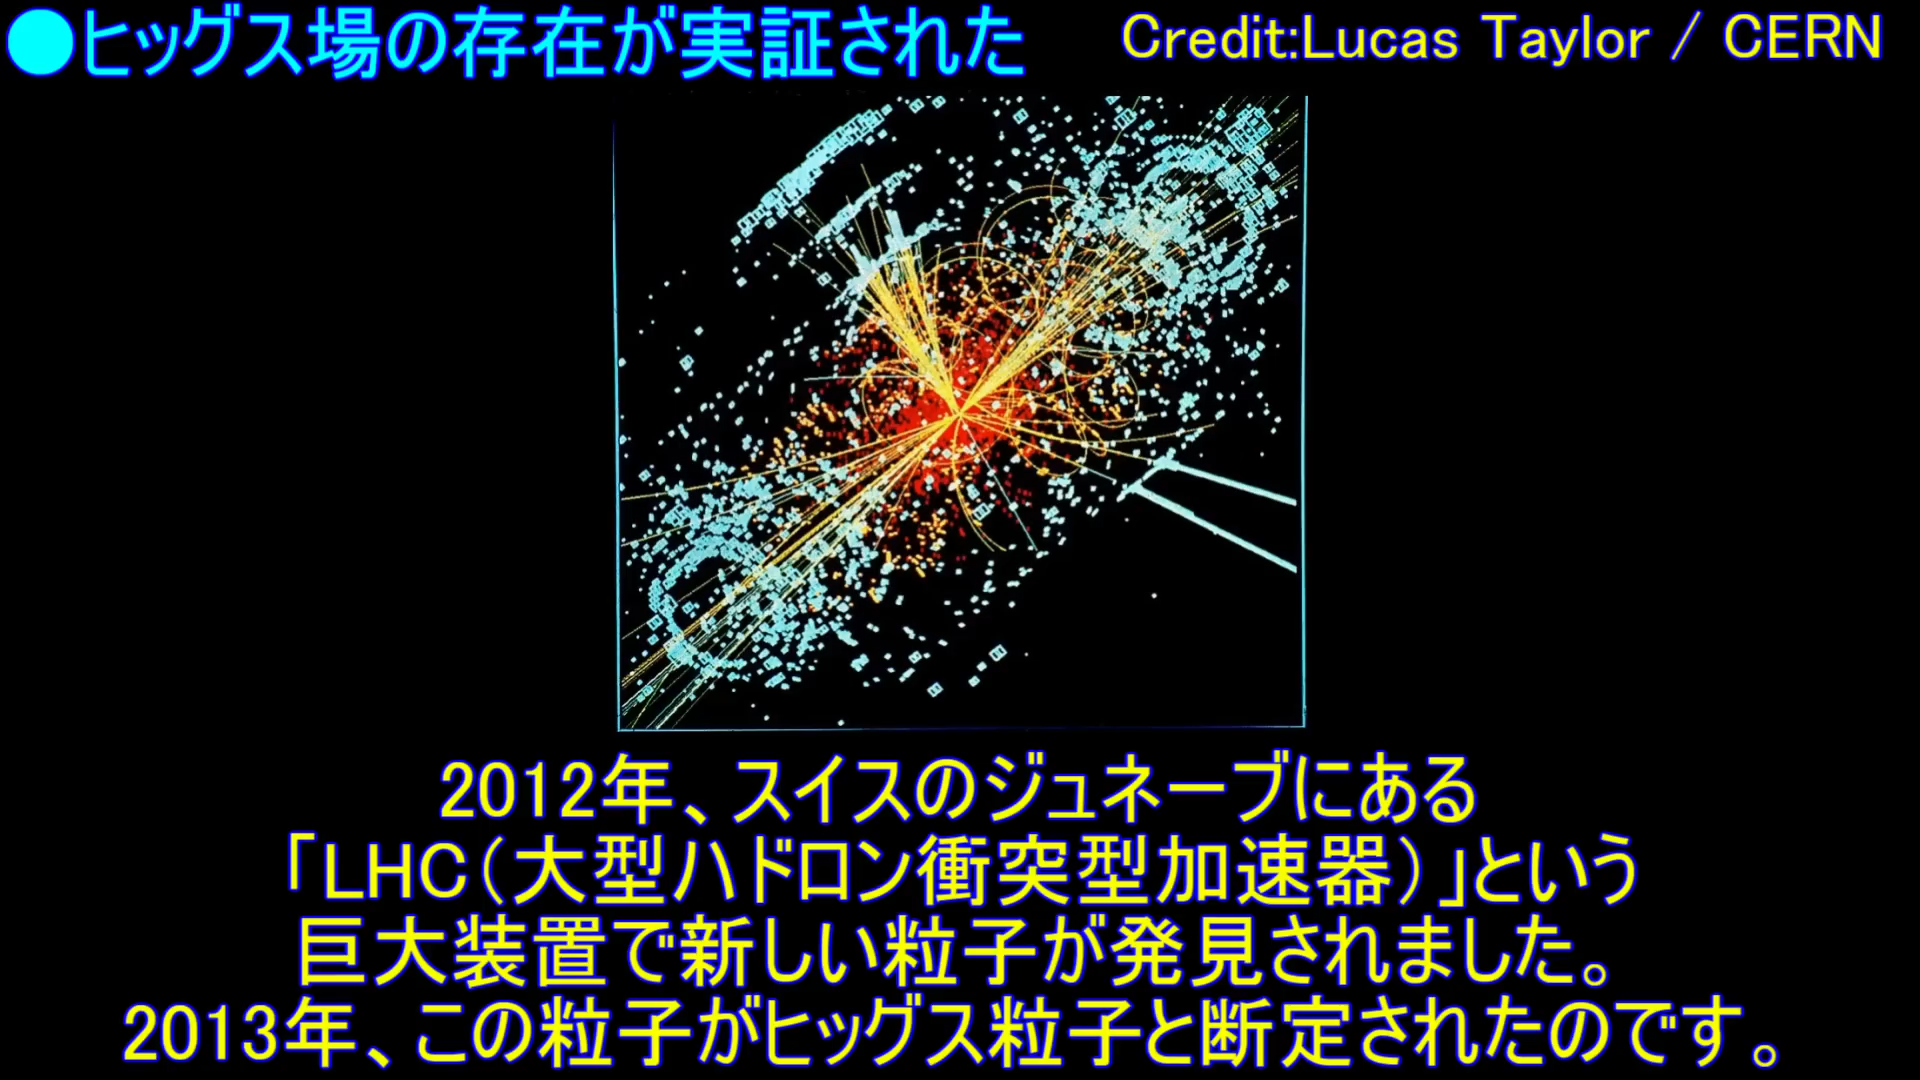 ●ヒッグス場の存在が実証された
Credit:Lucas Taylor / CERN
2012年、スイスのジュネーブにある
「LHC(大型ハドロン衝突型加速器)」という
巨大装置で新しい粒子が発見されました。
2013年、この粒子がヒッグス粒子と断定されたのです。